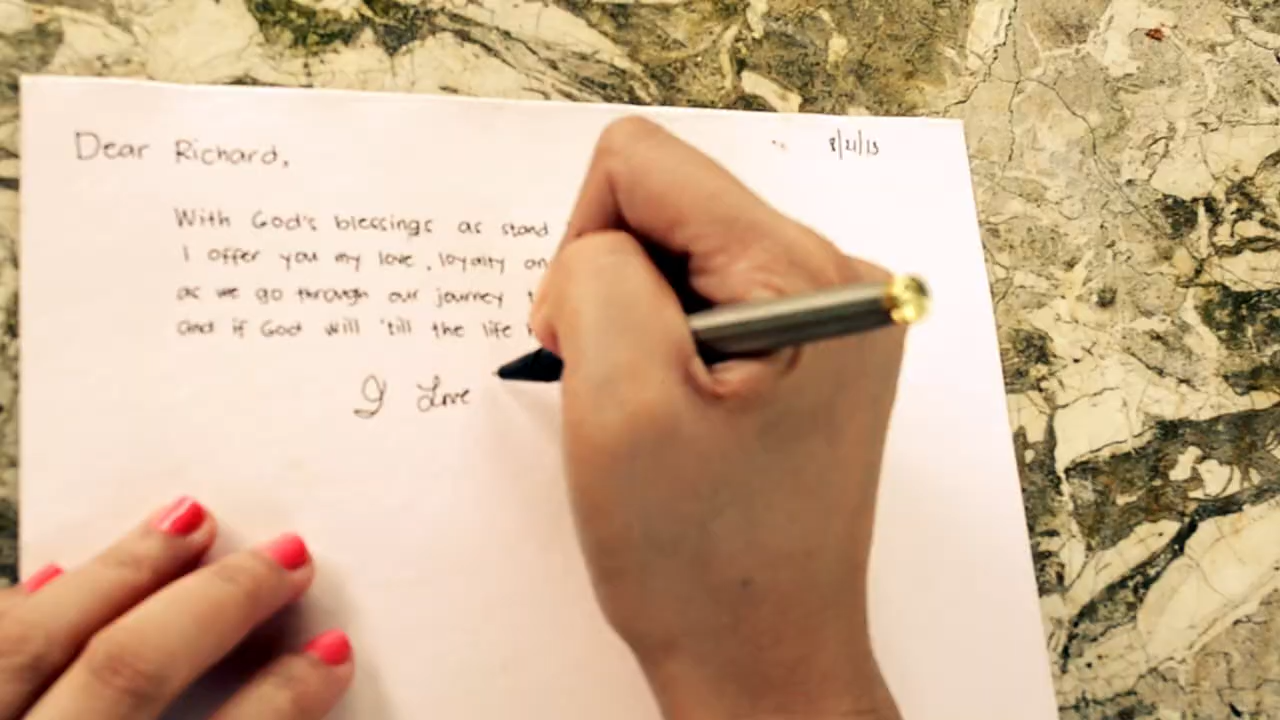 Dear Richard, 8/21/13
With God's blessings as stand
I offer you my love, loyalty an
as we go through our journey
and if God will 'till the life
I Love